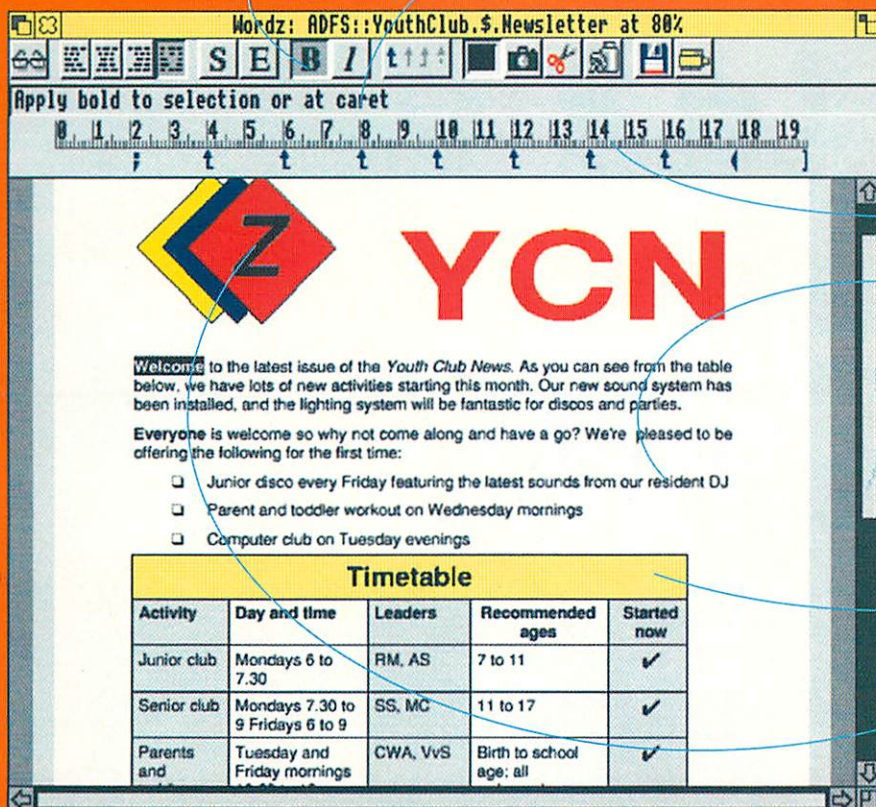 Wordz: ADFS::YouthClub.$.Newsletter at 80%
S E B I
Apply bold to selection or at caret
0 1 2 3 4 5 6 7 8 9 10 11 12 13 14 15 16 17 18 19
Z
YCN
Welcome to the latest issue of the Youth Club News. As you can see from the table
below, we have lots of new activities starting this month. Our new sound system has
been installed, and the lighting system will be fantastic for discos and parties.
Everyone is welcome so why not come along and have a go? We're pleased to be
offering the following for the first time:
❏ Junior disco every Friday featuring the latest sounds from our resident DJ
❏ Parent and toddler workout on Wednesday mornings
❏ Computer club on Tuesday evenings
Timetable
Activity Day and time Leaders Recommended ages Started now
Junior club Mondays 6 to 7.30 RM, AS 7 to 11 ✔
Senior club Mondays 7.30 to 9 Fridays 6 to 9 SS, MC 11 to 17 ✔
Parents and Tuesday and Friday mornings CWA, VvS Birth to school age; all ✔